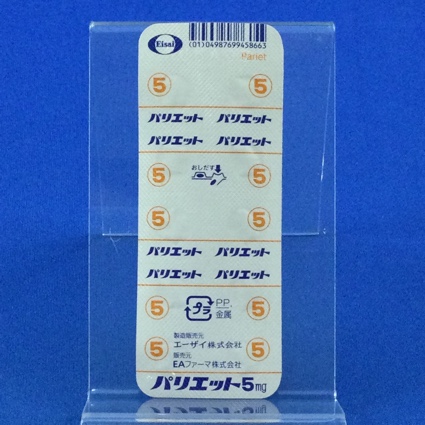 Eisai
(01)04987699458663
Pariet
5 5
パリエット パリエット
パリエット パリエット
5 おしだす 5
5 5
パリエット パリエット
パリエット パリエット
5 プラ PP, 金属 5
製造販売元
エーザイ株式会社
5 販売元 5
EAファーマ株式会社
パリエット5mg